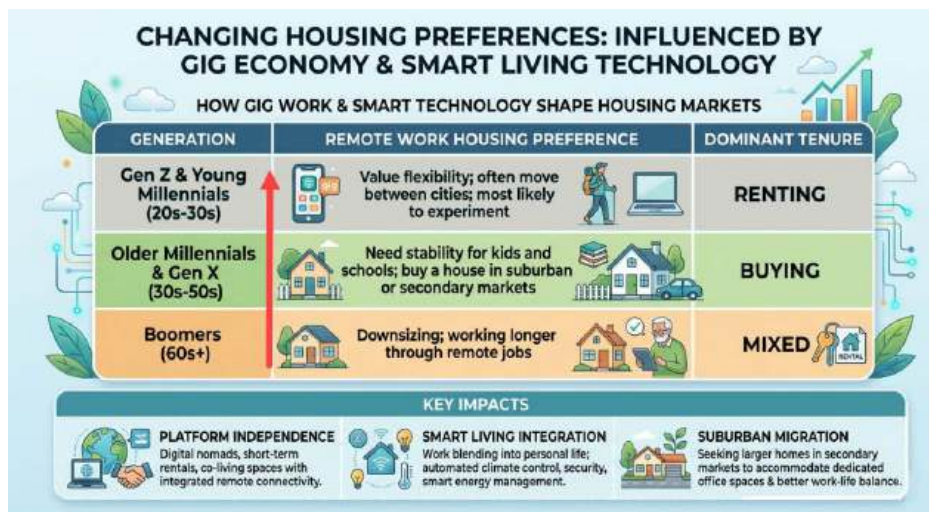 CHANGING HOUSING PREFERENCES: INFLUENCED BY
GIG ECONOMY & SMART LIVING TECHNOLOGY
HOW GIG WORK & SMART TECHNOLOGY SHAPE HOUSING MARKETS
GENERATION
REMOTE WORK HOUSING PREFERENCE
DOMINANT TENURE
Gen Z & Young
Millennials
(20s-30s)
Value flexibility; often move
between cities; most likely
to experiment
RENTING
Older Millennials
& Gen X
(30s-50s)
Need stability for kids and
schools; buy a house in suburban
or secondary markets
BUYING
Boomers
(60s+)
Downsizing; working longer
through remote jobs
MIXED
RENTAL
KEY IMPACTS
PLATFORM INDEPENDENCE
Digital nomads, short-term
rentals, co-living spaces with
integrated remote connectivity.
SMART LIVING INTEGRATION
Work blending into personal life;
automated climate control, security,
smart energy management.
SUBURBAN MIGRATION
Seeking larger homes in secondary
markets to accommodate dedicated
office spaces & better work-life balance.